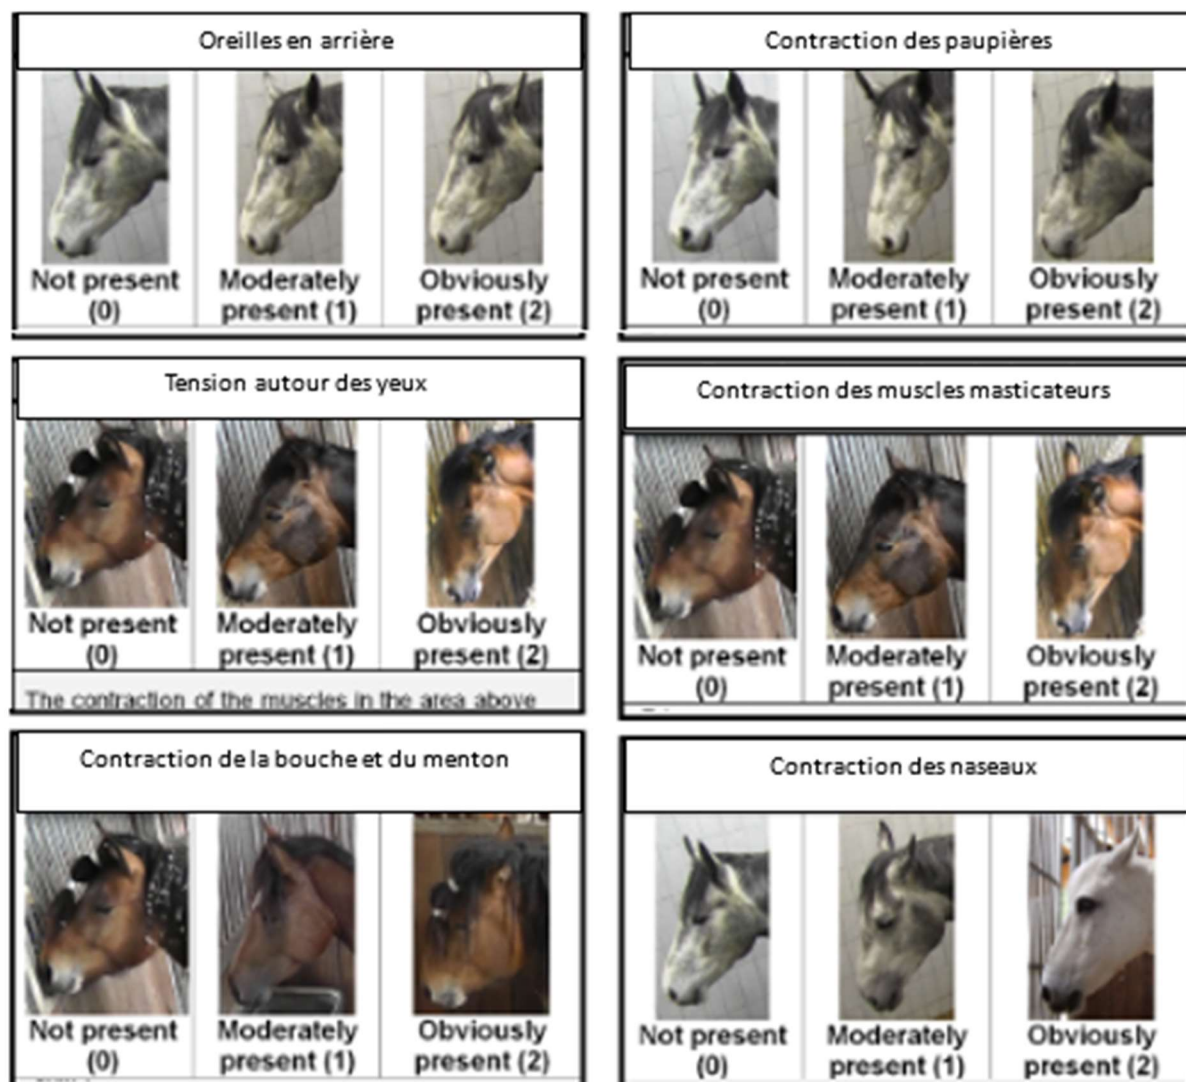 Oreilles en arrière
Not present
(0)
Moderately
present (1)
Obviously
present (2)
Contraction des paupières
Not present
(0)
Moderately
present (1)
Obviously
present (2)
Tension autour des yeux
Not present
(0)
Moderately
present (1)
Obviously
present (2)
The contraction of the muscles in the area above
Contraction des muscles masticateurs
Not present
(0)
Moderately
present (1)
Obviously
present (2)
Contraction de la bouche et du menton
Not present
(0)
Moderately
present (1)
Obviously
present (2)
Contraction des naseaux
Not present
(0)
Moderately
present (1)
Obviously
present (2)